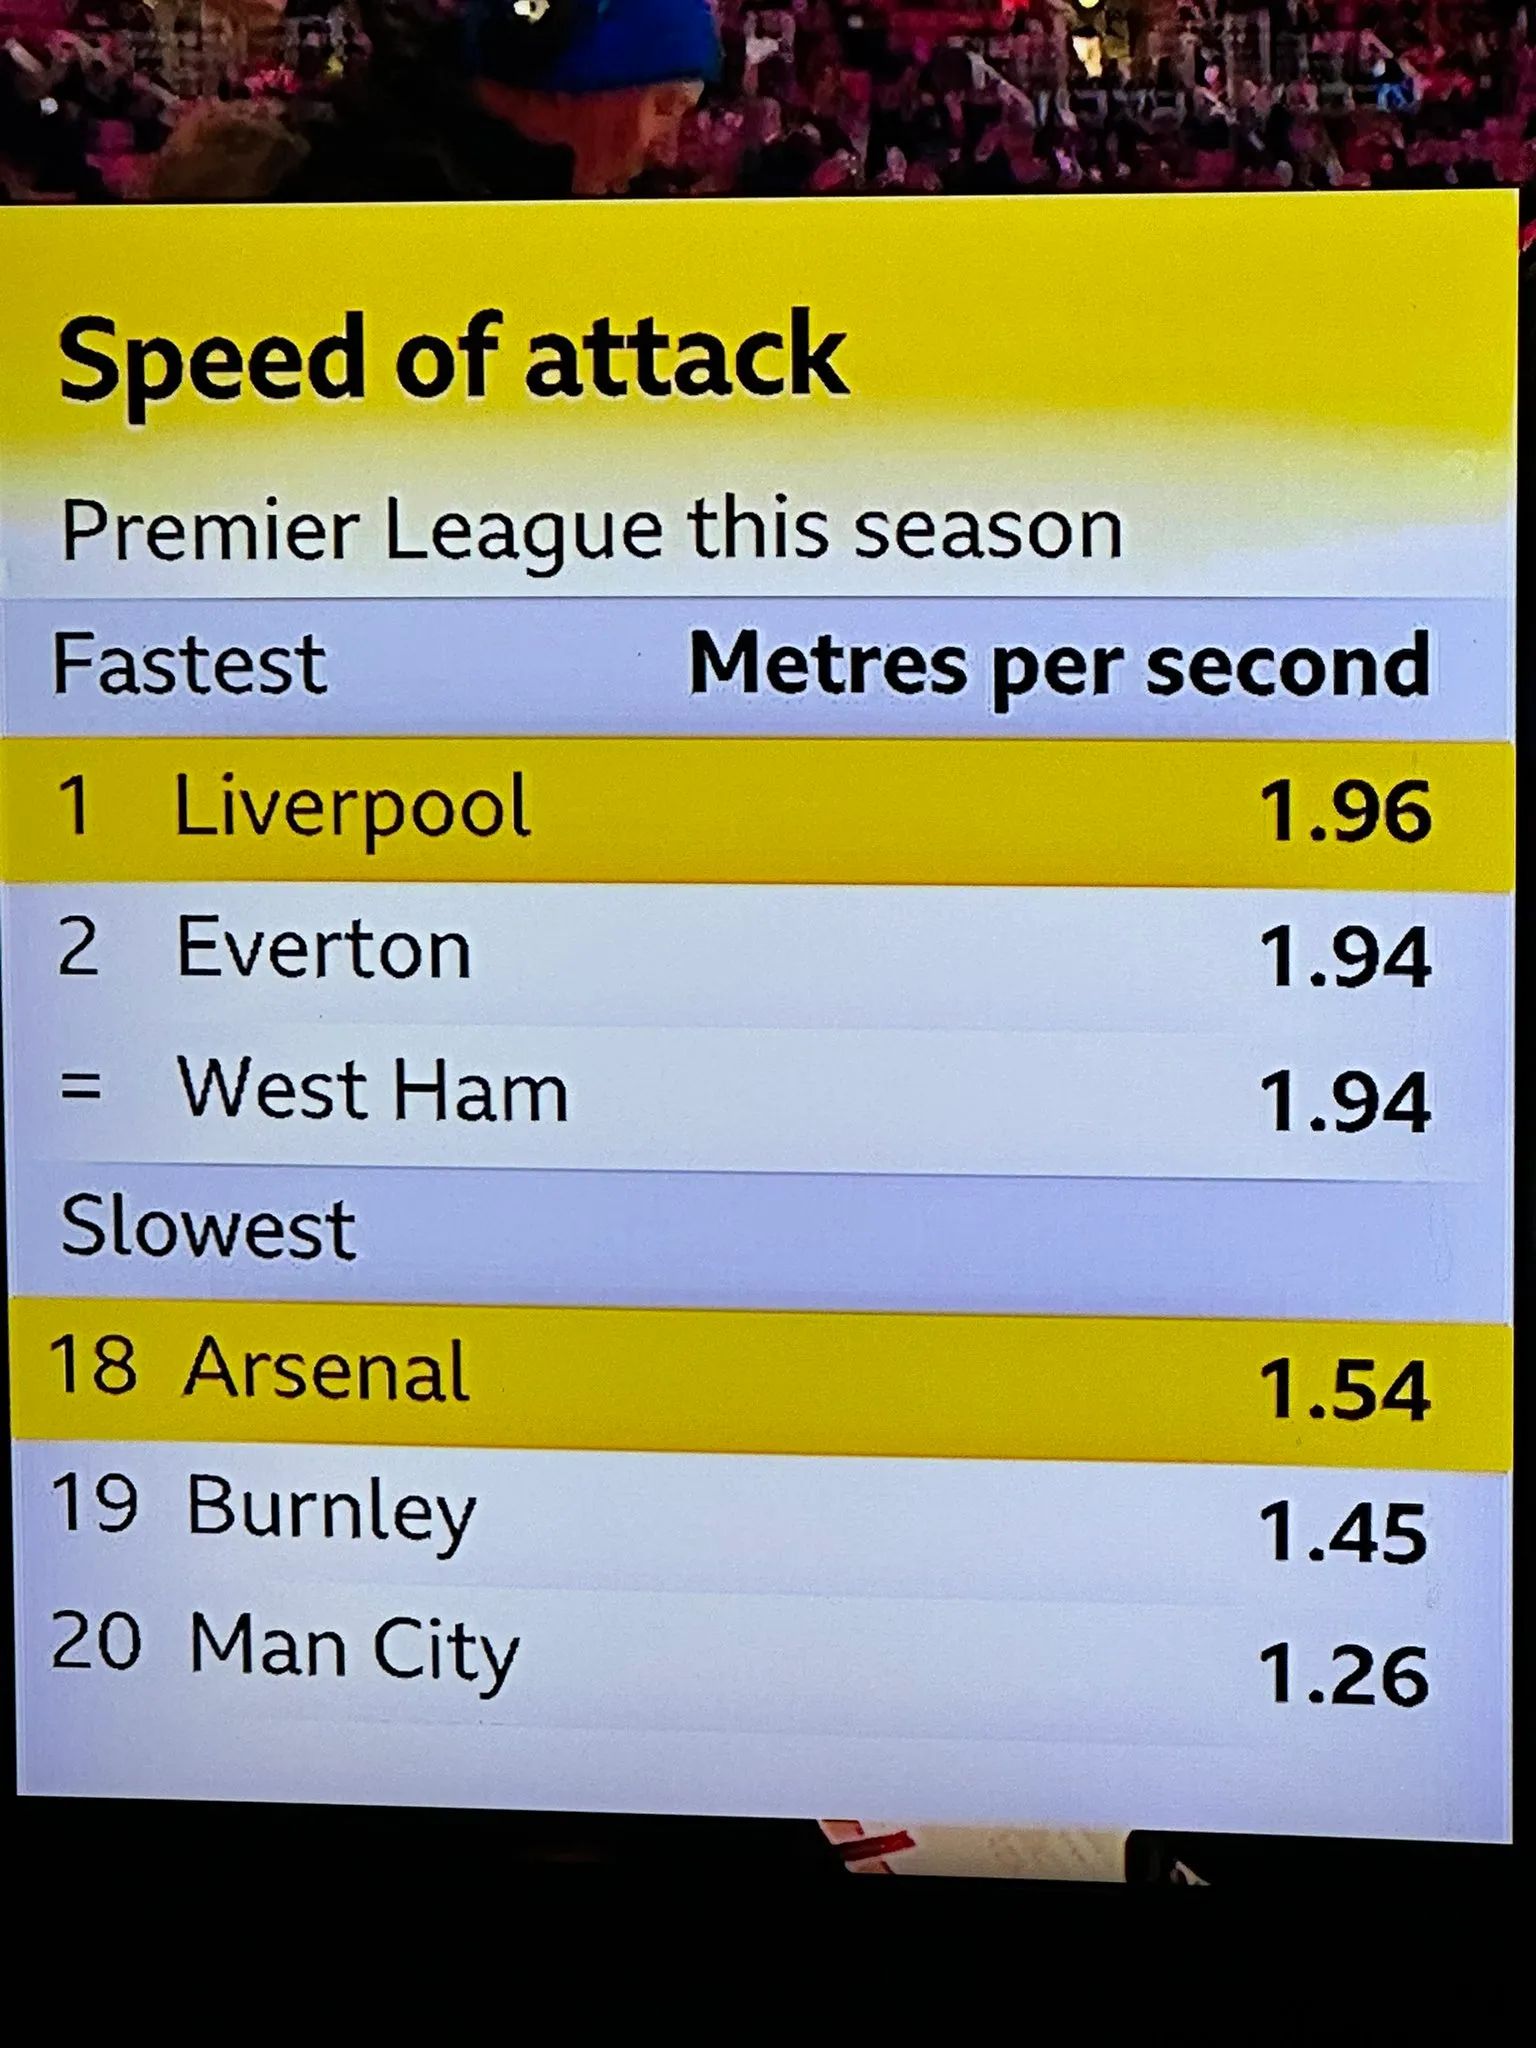 Speed of attack
Premier League this season
Fastest Metres per second
1 Liverpool 1.96
2 Everton 1.94
= West Ham 1.94
Slowest
18 Arsenal 1.54
19 Burnley 1.45
20 Man City 1.26